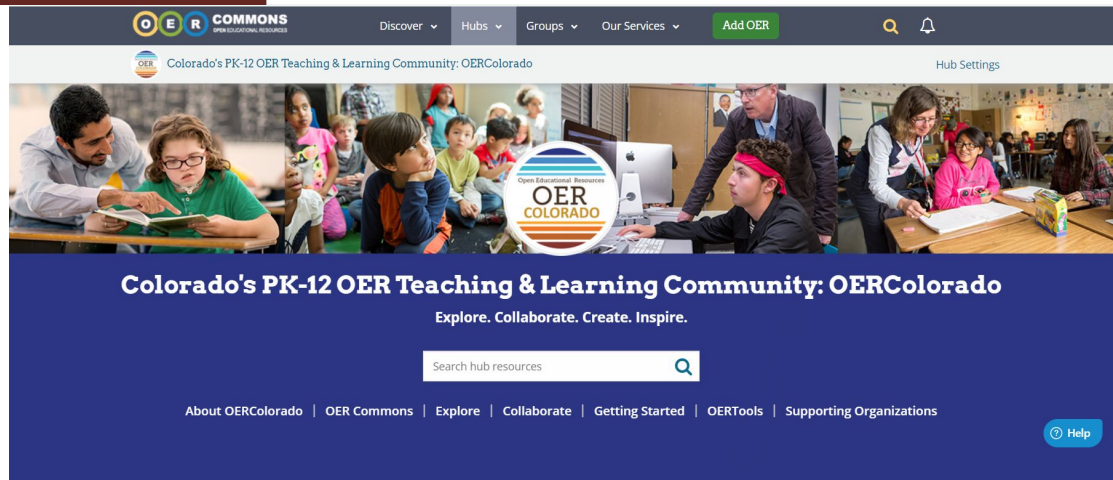 OER COMMONS
OPEN EDUCATIONAL RESOURCES
Discover Hubs Groups Our Services Add OER
OER Colorado's PK-12 OER Teaching & Learning Community: OERColorado Hub Settings
Open Educational Resources
OER
COLORADO
Colorado's PK-12 OER Teaching & Learning Community: OERColorado
Explore. Collaborate. Create. Inspire.
Search hub resources
About OERColorado | OER Commons | Explore | Collaborate | Getting Started | OERTools | Supporting Organizations
? Help